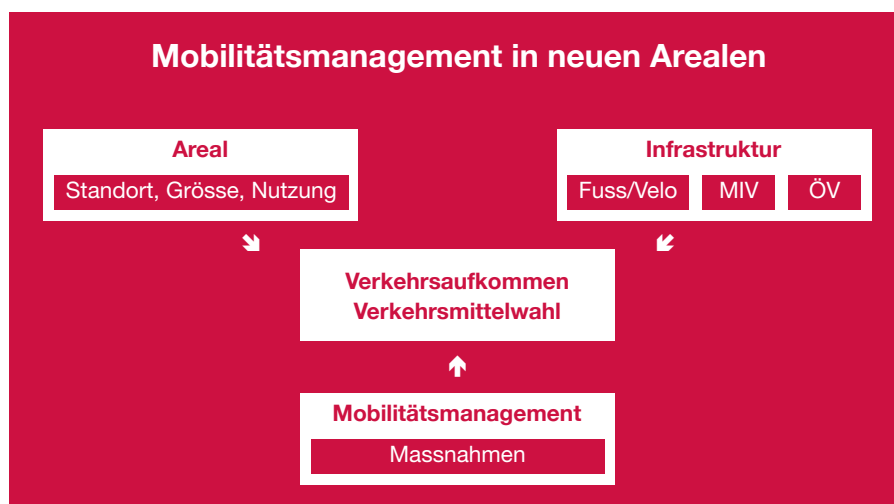 Mobilitätsmanagement in neuen Arealen
Areal
Standort, Grösse, Nutzung
Infrastruktur
Fuss/Velo MIV ÖV
Verkehrsaufkommen
Verkehrsmittelwahl
Mobilitätsmanagement
Massnahmen